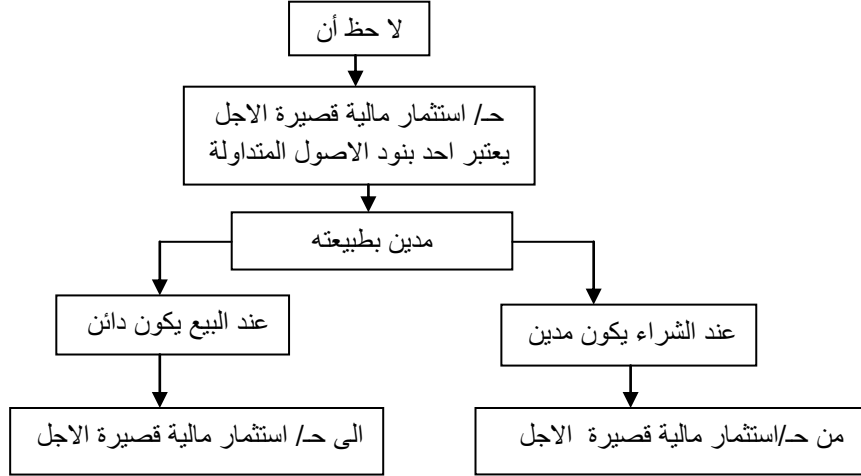 لا حظ أن
حـ/ استثمار مالية قصيرة الاجل
يعتبر احد بنود الاصول المتداولة
مدين بطبيعته
عند الشراء يكون مدين
عند البيع يكون دائن
من حـ/استثمار مالية قصيرة الاجل
الى حـ/ استثمار مالية قصيرة الاجل